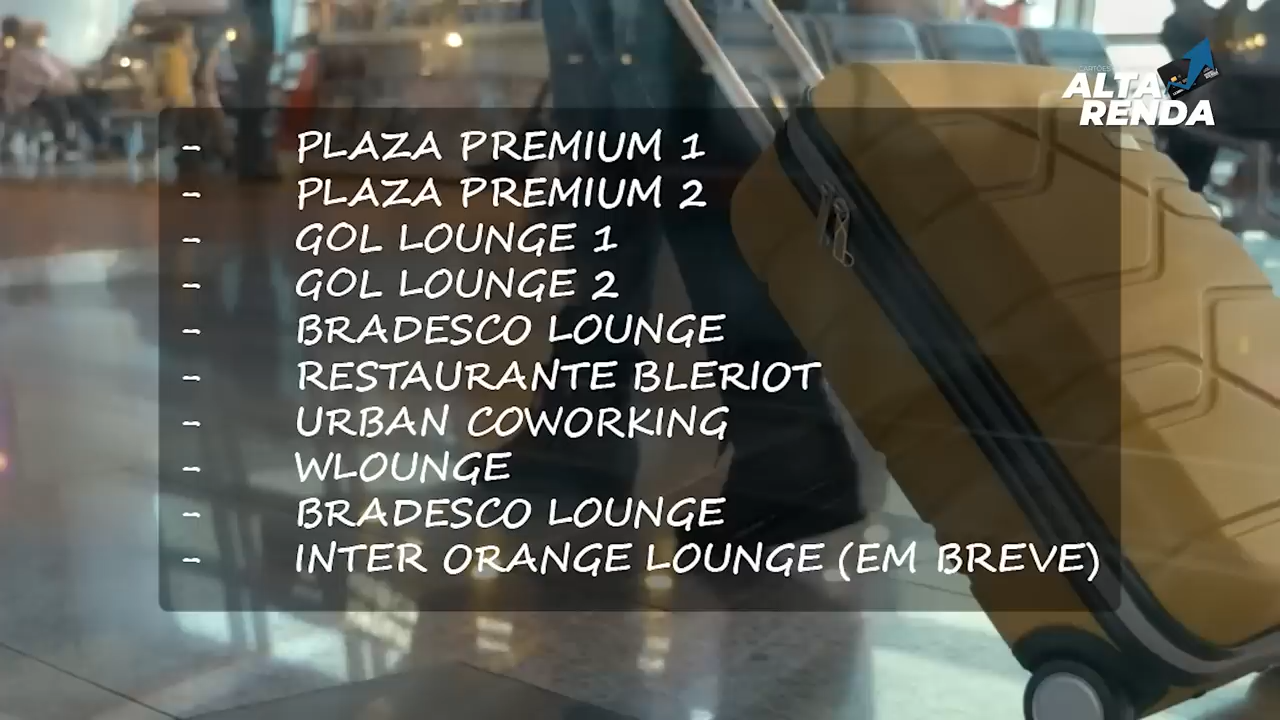 CARTÕES
ALTA
RENDA
- PLAZA PREMIUM 1
- PLAZA PREMIUM 2
- GOL LOUNGE 1
- GOL LOUNGE 2
- BRADESCO LOUNGE
- RESTAURANTE BLERIOT
- URBAN COWORKING
- WLOUNGE
- BRADESCO LOUNGE
- INTER ORANGE LOUNGE (EM BREVE)